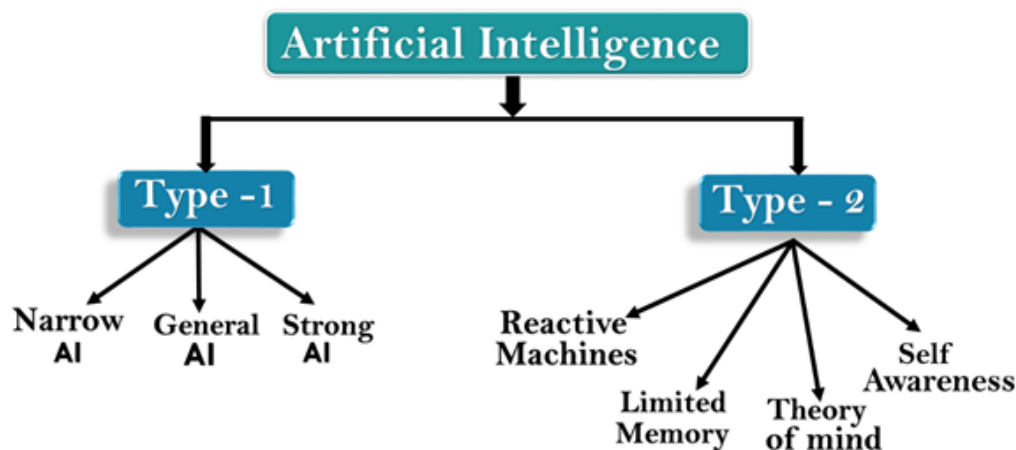 Artificial Intelligence
Type -1
Type - 2
Narrow
AI
General
AI
Strong
AI
Reactive
Machines
Limited
Memory
Theory
of mind
Self
Awareness